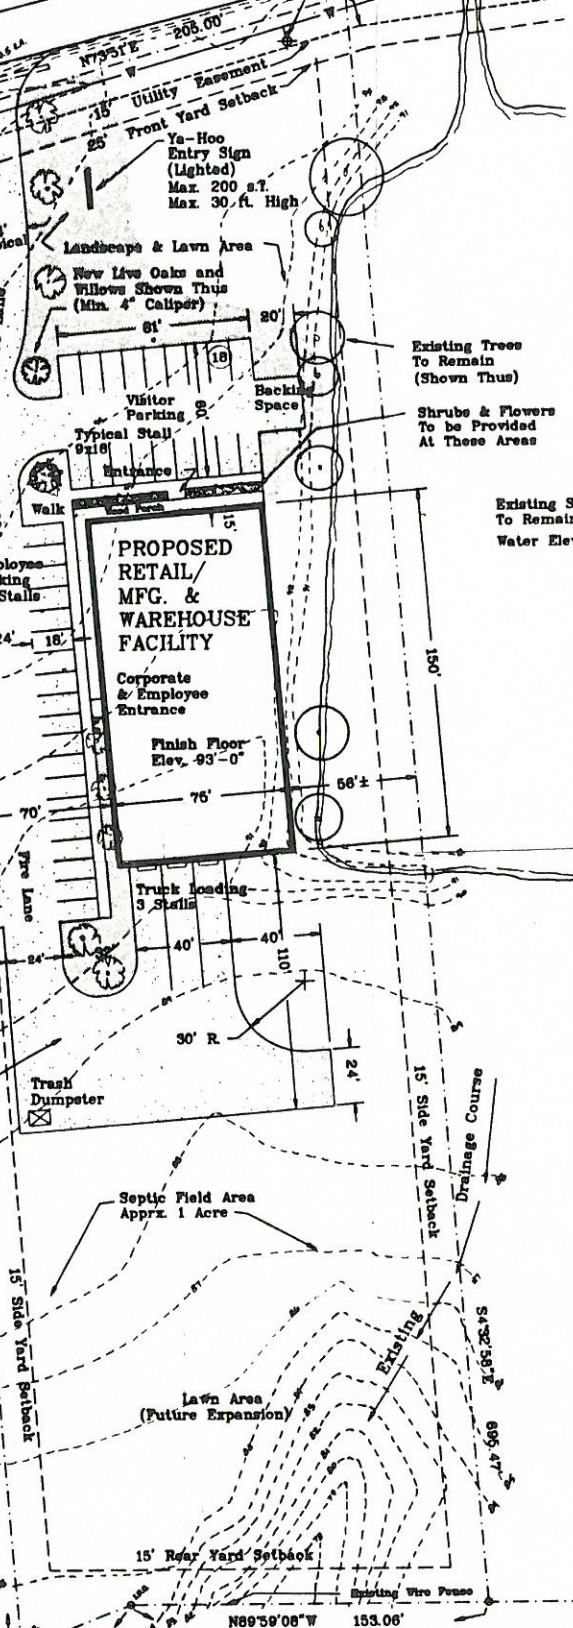 N73°51'E 205.00'
W
W
15' Utility Easement
25' Front Yard Setback
Ya-Hoo
Entry Sign
(Lighted)
Max. 200 s.f.
Max. 30 ft. High
Landscape & Lawn Area
New Live Oaks and
Willows Shown Thus
(Min. 4" Caliper)
81'
20'
18
Existing Trees
To Remain
(Shown Thus)
Visitor
Parking
60'
Backing
Space
Shrubs & Flowers
To be Provided
At These Areas
Typical Stall
9x18
Entrance
Walk
Wood Porch
15'
Existing S
To Remain
Water Elev
PROPOSED
RETAIL/
MFG. &
WAREHOUSE
FACILITY
Corporate
& Employee
Entrance
ployee
king
Stalls
24'
18'
150'
Finish Floor
Elev. 93'-0"
75'
56'±
70'
Fire Lane
Truck Loading
3 Stalls
40'
40'
110'
24'
30' R.
24'
Trash
Dumpster
15' Side Yard Setback
Drainage Course
Septic Field Area
Apprx. 1 Acre
15' Side Yard Setback
Existing
S4°32'58"E
695.47'
Lawn Area
(Future Expansion)
15' Rear Yard Setback
Existing Wire Fence
N89°59'08"W 153.06'